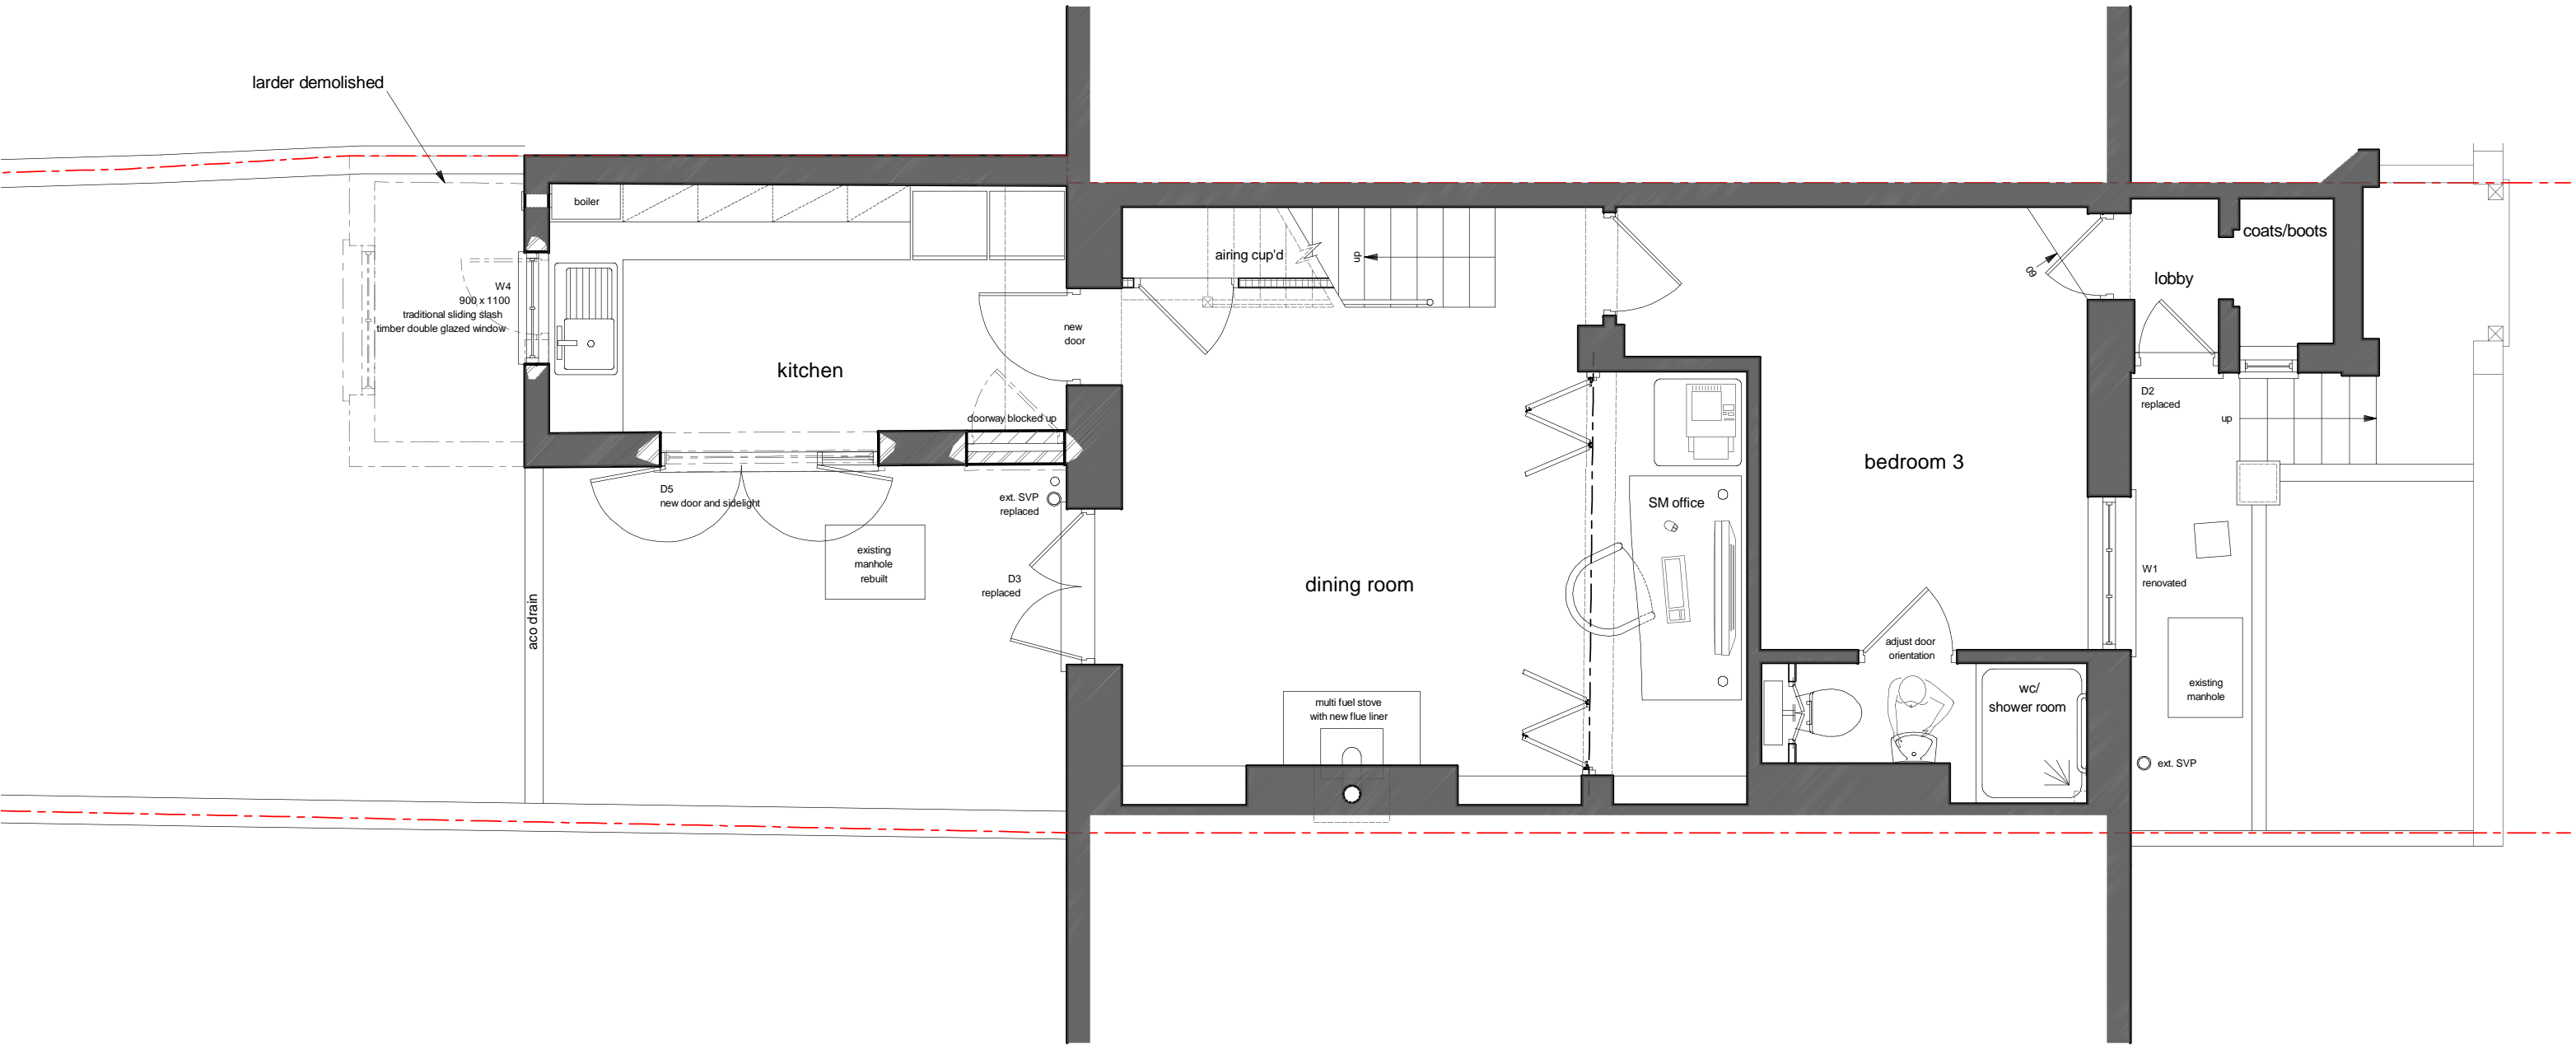 larder demolished
boiler
W4
900 x 1100
traditional sliding slash
timber double glazed window
kitchen
new
door
doorway blocked up
D5
new door and sidelight
ext. SVP
replaced
existing
manhole
rebuilt
D3
replaced
aco drain
airing cup'd
up
dining room
multi fuel stove
with new flue liner
SM office
bedroom 3
adjust door
orientation
wc/
shower room
60
lobby
coats/boots
D2
replaced
up
W1
renovated
existing
manhole
ext. SVP